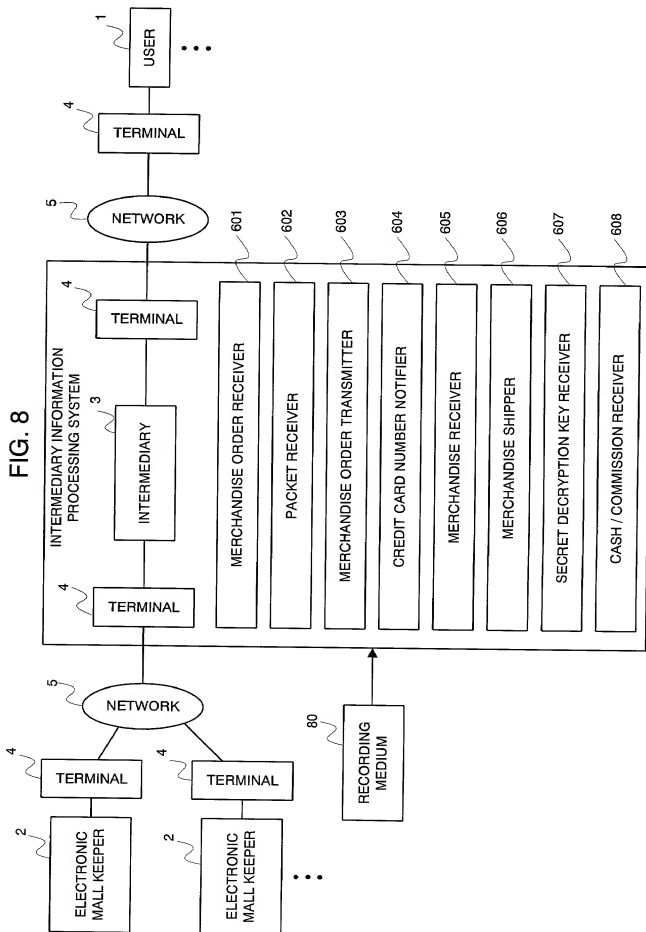 FIG. 8
1
USER
4
TERMINAL
5
NETWORK
INTERMEDIARY INFORMATION
PROCESSING SYSTEM
4
TERMINAL
3
INTERMEDIARY
4
TERMINAL
601
MERCHANDISE ORDER RECEIVER
602
PACKET RECEIVER
603
MERCHANDISE ORDER TRANSMITTER
604
CREDIT CARD NUMBER NOTIFIER
605
MERCHANDISE RECEIVER
606
MERCHANDISE SHIPPER
607
SECRET DECRYPTION KEY RECEIVER
608
CASH / COMMISSION RECEIVER
5
NETWORK
4
TERMINAL
2
ELECTRONIC
MALL KEEPER
4
TERMINAL
2
ELECTRONIC
MALL KEEPER
80
RECORDING
MEDIUM